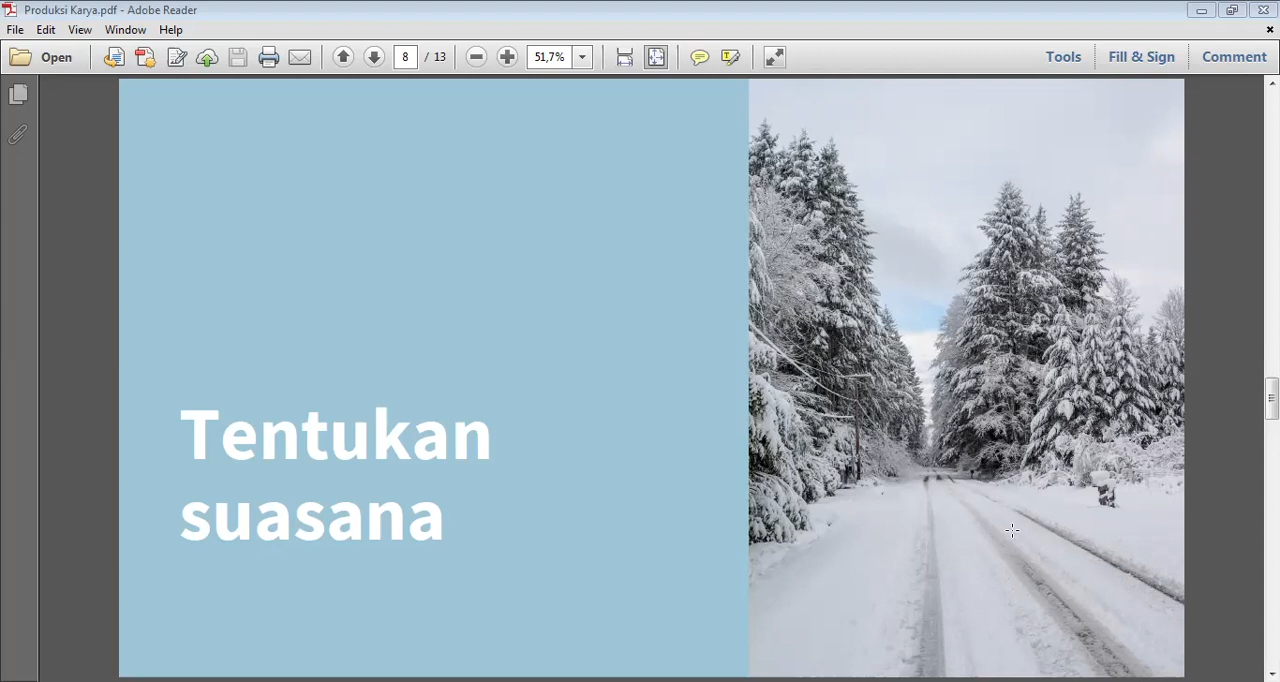 Produksi Karya.pdf - Adobe Reader
File Edit View Window Help
Open 8 / 13 51,7% Tools Fill & Sign Comment
Tentukan
suasana